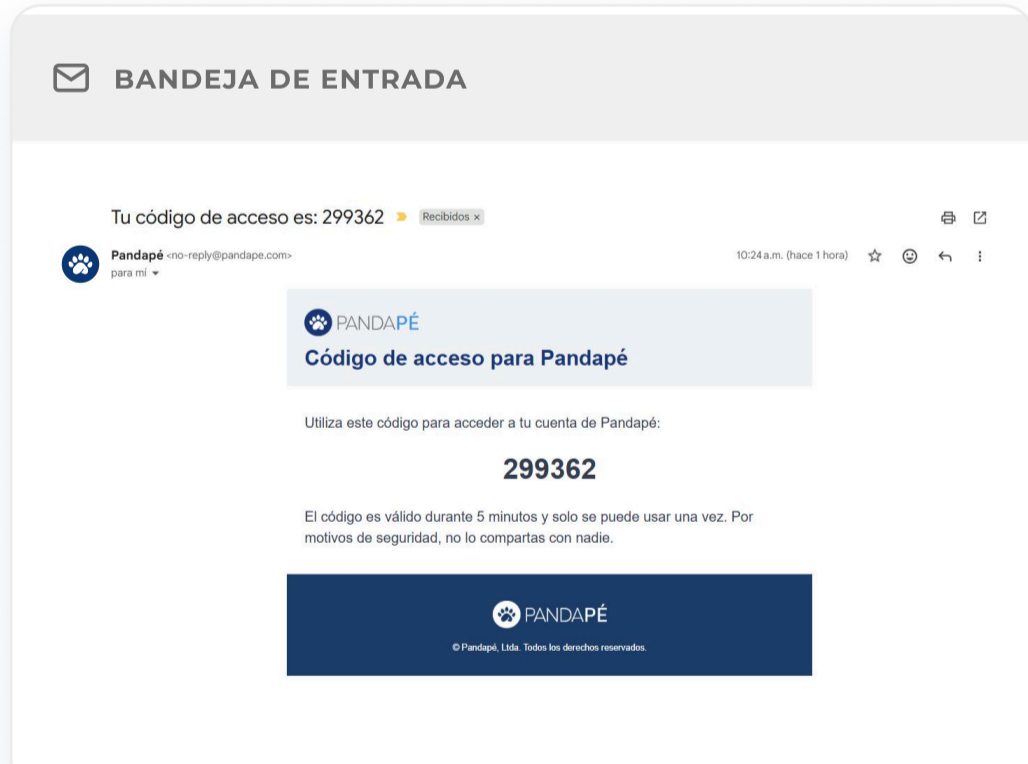 BANDEJA DE ENTRADA
Tu código de acceso es: 299362 Recibidos ×
Pandapé <no-reply@pandape.com> 10:24 a.m. (hace 1 hora)
para mí
PANDAPÉ
Código de acceso para Pandapé
Utiliza este código para acceder a tu cuenta de Pandapé:
299362
El código es válido durante 5 minutos y solo se puede usar una vez. Por
motivos de seguridad, no lo compartas con nadie.
PANDAPÉ
© Pandapé, Ltda. Todos los derechos reservados.